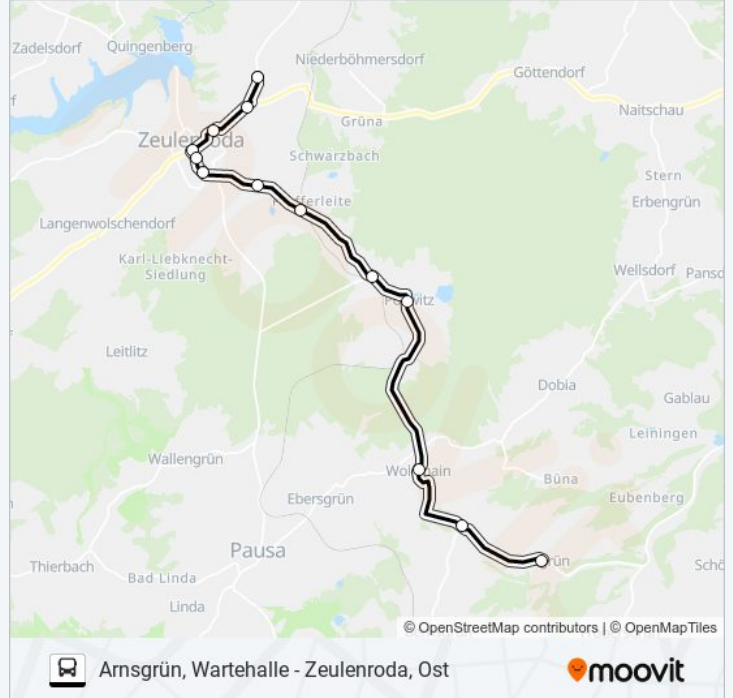 Zadelsdorf
Quingenberg
Niederböhmersdorf
Göttendorf
Naitschau
Grüna
Zeulenroda
Schwarzbach
Stern
Erbengrün
Langenwolschendorf
Karl-Liebknecht-
Siedlung
Wellsdorf
Leitlitz
Dobia
Gablau
Leiningen
Wallengrün
Büna
Ebersgrün
Eubenberg
Pausa
Thierbach
Bad Linda
Linda
© OpenStreetMap contributors | © OpenMapTiles
Arnsgrün, Wartehalle - Zeulenroda, Ost
moovit